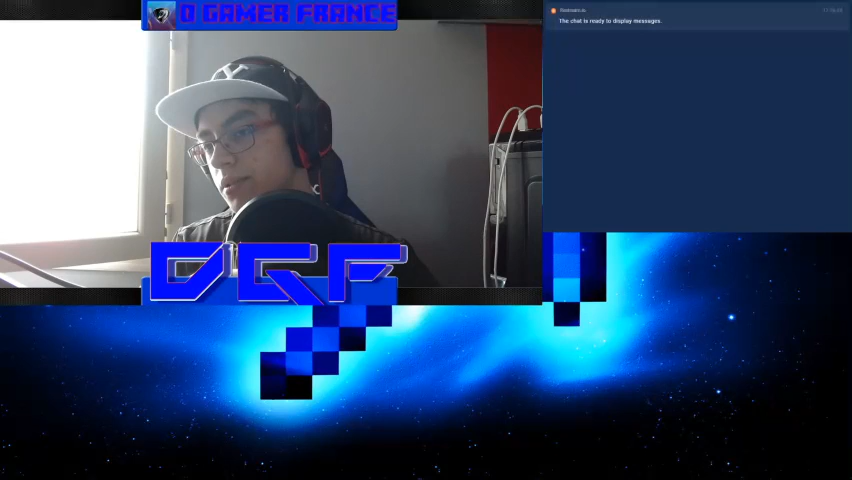 D GAMER FRANCE
Restream.io
The chat is ready to display messages.
DGF